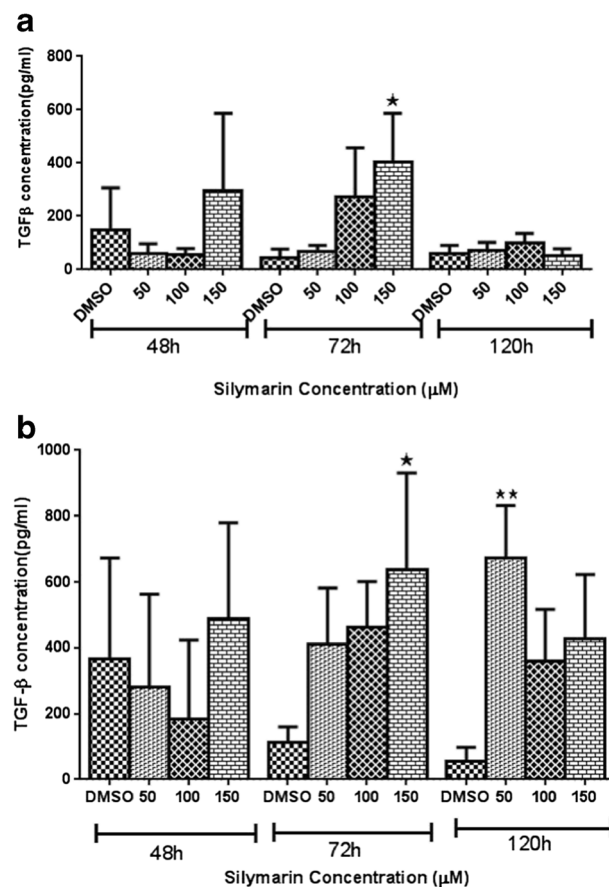 a
TGFβ concentration(pg/ml)
800
600
400
200
0
★
DMSO 50 100 150 DMSO 50 100 150 DMSO 50 100 150
48h 72h 120h
Silymarin Concentration (μM)
b
TGF-β concentration(pg/ml)
1000
800
600
400
200
0
★
★★
DMSO 50 100 150 DMSO 50 100 150 DMSO 50 100 150
48h 72h 120h
Silymarin Concentration (μM)